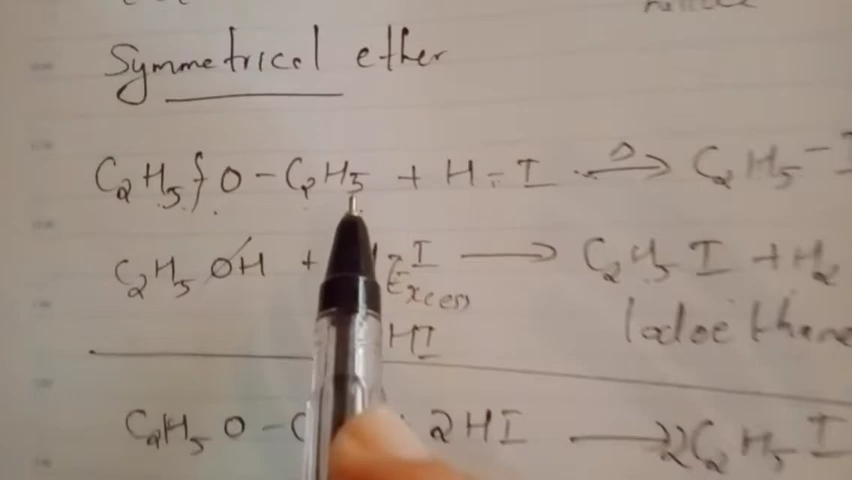 Symmetrical ether
C2H5 } O - C2H5 + H - I Δ→ C2H5 - I
C2H5 OH + I → C2H5 I + H2
Excess
HI Iodoethane
C2H5 O - C 2HI → 2C2H5 I